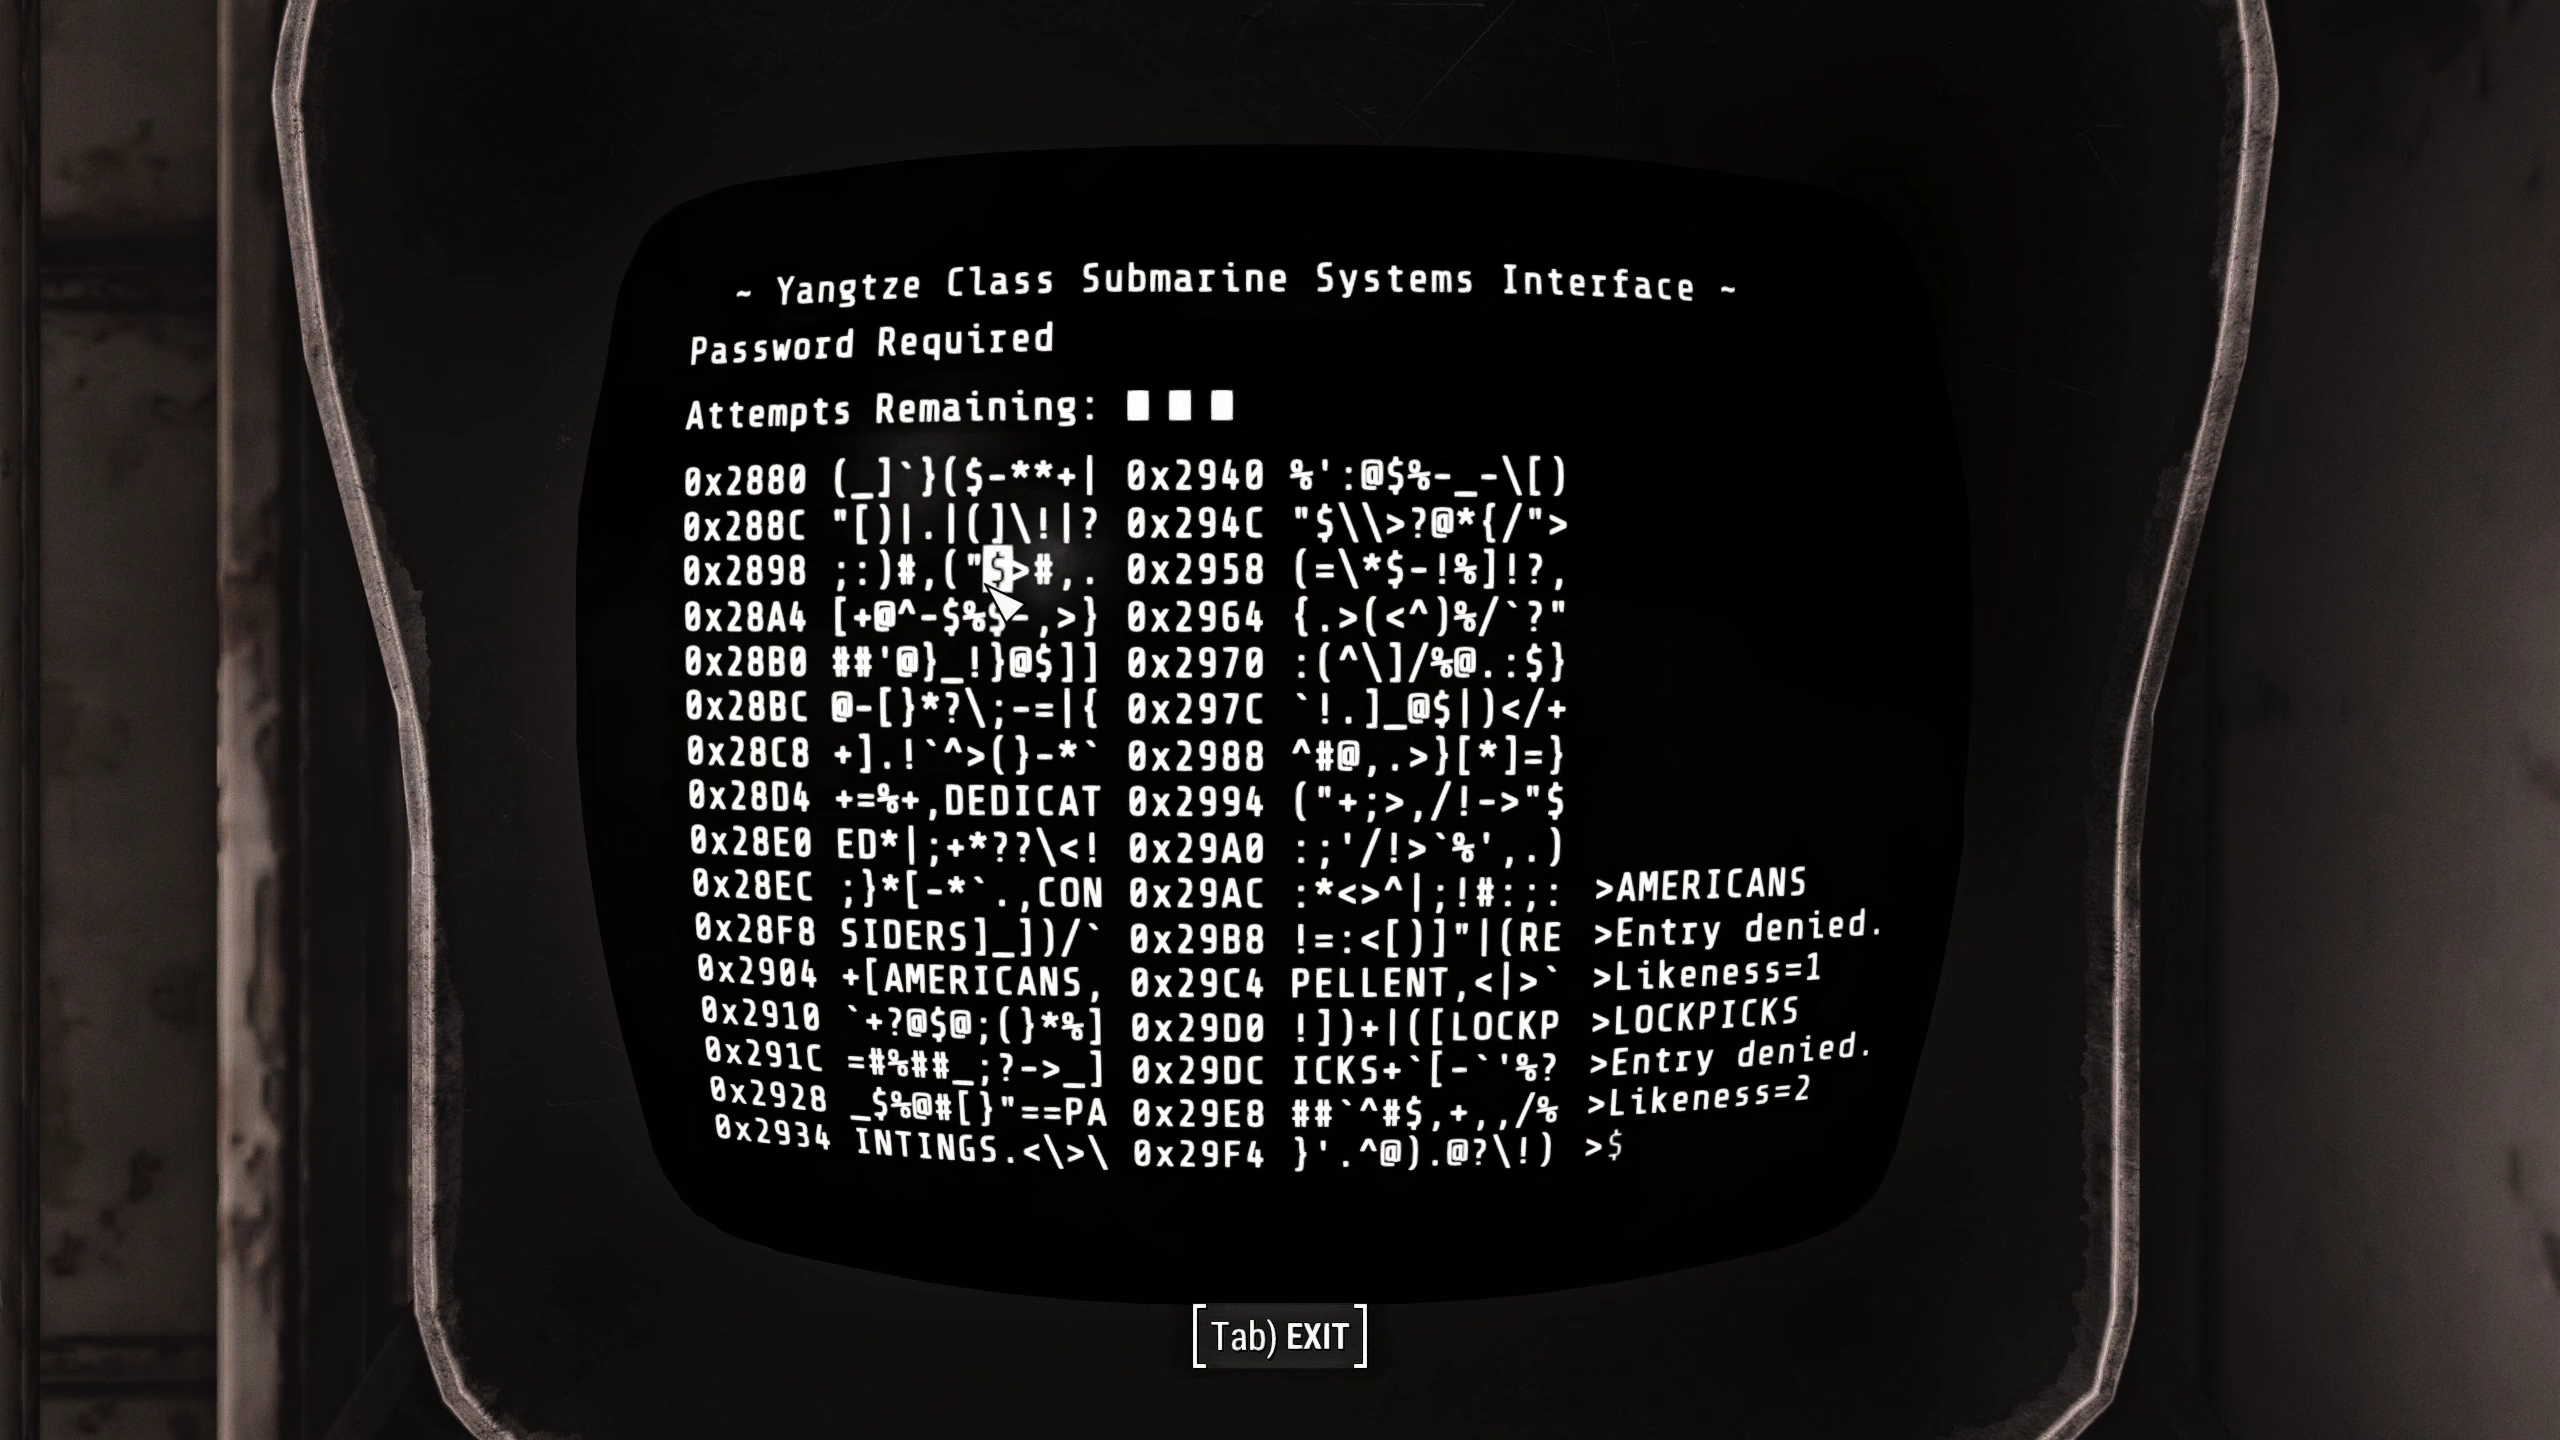 ~ Yangtze Class Submarine Systems Interface ~
Password Required
Attempts Remaining: ■ ■ ■
0x2880 (_]`}($-**+| 0x2940 %':@$%-_-\[)
0x288C "[)|.|(]\!|? 0x294C "$\\>?@*{/">
0x2898 ;:)#,("$>#,. 0x2958 (=\*$-!%]!?,
0x28A4 [+@^-$%$-,>} 0x2964 {.>(<^)%/`?"
0x28B0 ##'@}_!}@$]] 0x2970 :(^\]/%@.:$}
0x28BC @-[}*?\;-=|{ 0x297C `!.]_@$|)</+
0x28C8 +].!`^>(}-*` 0x2988 ^#@,.>}[*]=}
0x28D4 +=%+,DEDICAT 0x2994 ("+;>,/!->"$
0x28E0 ED*|;+*??\<! 0x29A0 :;'/!>`%',.)
0x28EC ;}*[-*`.,CON 0x29AC :*<>^|;!#:;: >AMERICANS
0x28F8 SIDERS]_])/` 0x29B8 !=:<[)]"|(RE >Entry denied.
0x2904 +[AMERICANS, 0x29C4 PELLENT,<|>` >Likeness=1
0x2910 `+?@$@;(}*%] 0x29D0 !])+|([LOCKP >LOCKPICKS
0x291C =#%##_;?->_] 0x29DC ICKS+`[-`'%? >Entry denied.
0x2928 _$%@#[}"==PA 0x29E8 ##`^#$,+,,/% >Likeness=2
0x2934 INTINGS.<\>\ 0x29F4 }'.^@).@?\!) >$
[Tab) EXIT]